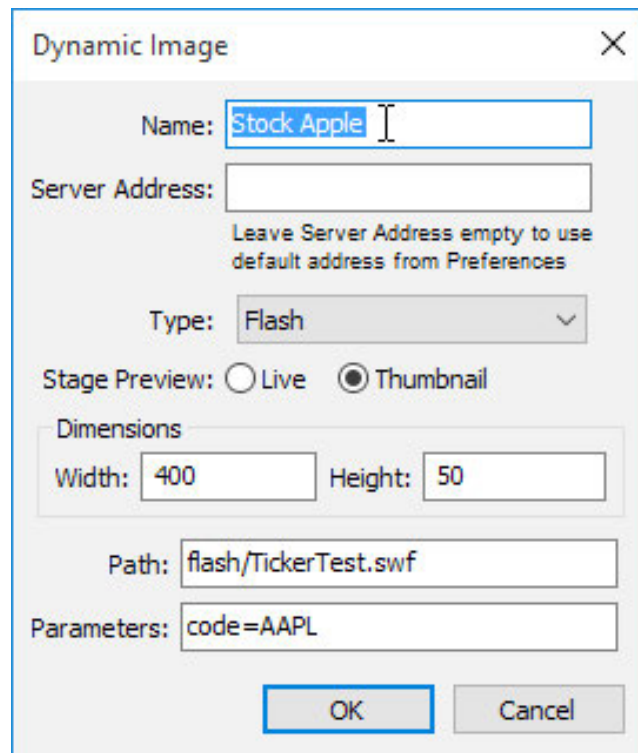 Dynamic Image
Name: Stock Apple
Server Address:
Leave Server Address empty to use
default address from Preferences
Type: Flash
Stage Preview: Live Thumbnail
Dimensions
Width: 400 Height: 50
Path: flash/TickerTest.swf
Parameters: code=AAPL
OK Cancel